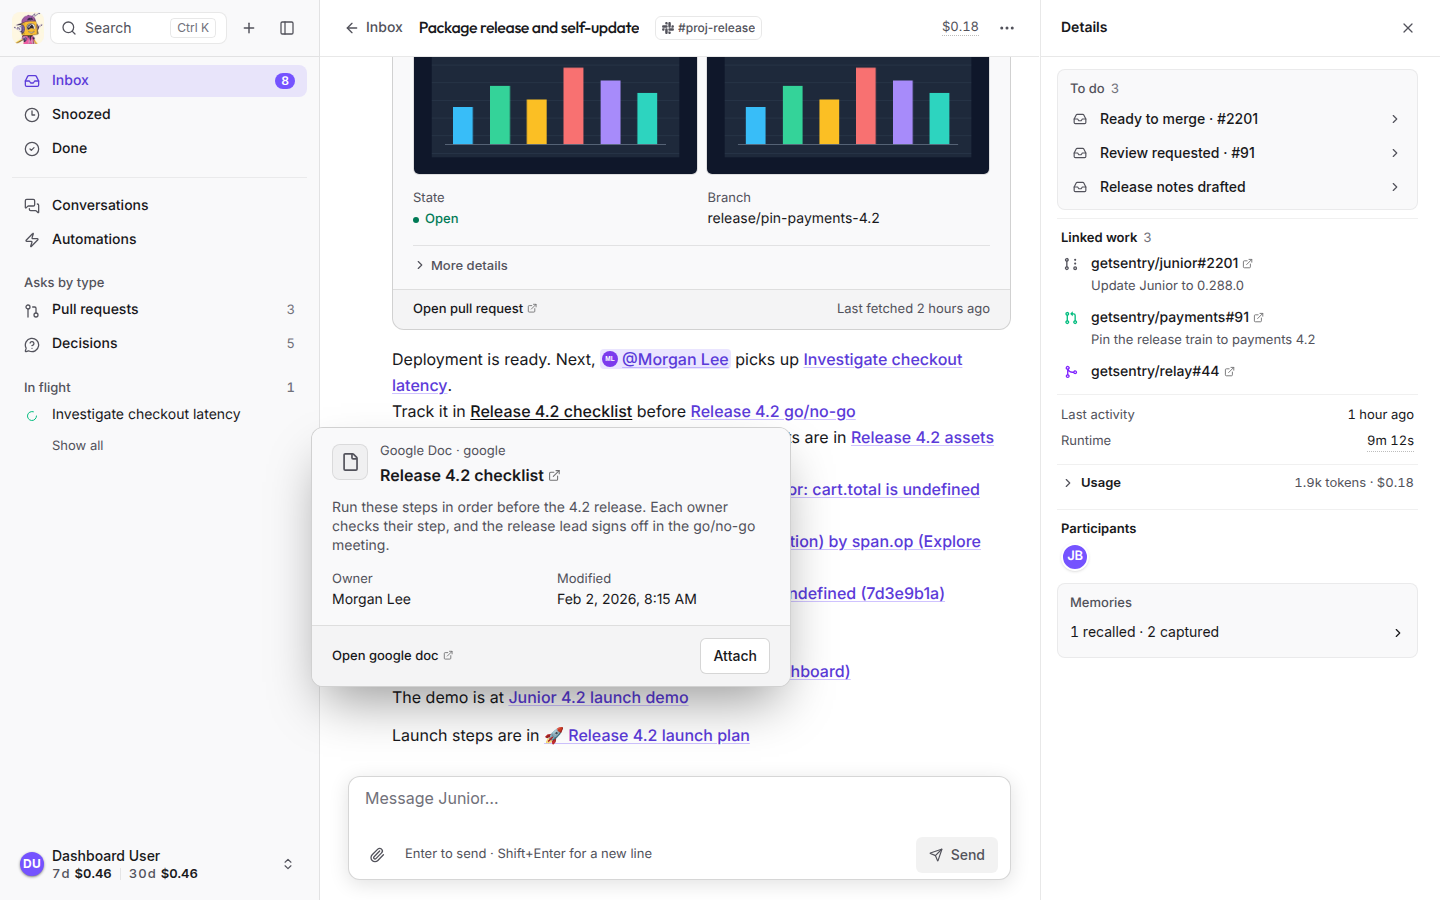 Search
Ctrl K
Inbox
8
Snoozed
Done
Conversations
Automations
Asks by type
Pull requests
3
Decisions
5
In flight
1
Investigate checkout latency
Show all
DU
Dashboard User
7d $0.46
30d $0.46
Inbox
Package release and self-update
#proj-release
$0.18
State
Open
Branch
release/pin-payments-4.2
More details
Open pull request
Last fetched 2 hours ago
Deployment is ready. Next, ML @Morgan Lee picks up Investigate checkout
latency.
Track it in Release 4.2 checklist before Release 4.2 go/no-go
are in Release 4.2 assets
cart.total is undefined
by span.op (Explore
(7d3e9b1a)
Google Doc · google
Release 4.2 checklist
Run these steps in order before the 4.2 release. Each owner
checks their step, and the release lead signs off in the go/no-go
meeting.
Owner
Morgan Lee
Modified
Feb 2, 2026, 8:15 AM
Open google doc
Attach
The demo is at Junior 4.2 launch demo
Launch steps are in 🚀 Release 4.2 launch plan
Message Junior...
Enter to send · Shift+Enter for a new line
Send
Details
To do 3
Ready to merge · #2201
Review requested · #91
Release notes drafted
Linked work 3
getsentry/junior#2201
Update Junior to 0.288.0
getsentry/payments#91
Pin the release train to payments 4.2
getsentry/relay#44
Last activity
1 hour ago
Runtime
9m 12s
Usage
1.9k tokens · $0.18
Participants
JB
Memories
1 recalled · 2 captured